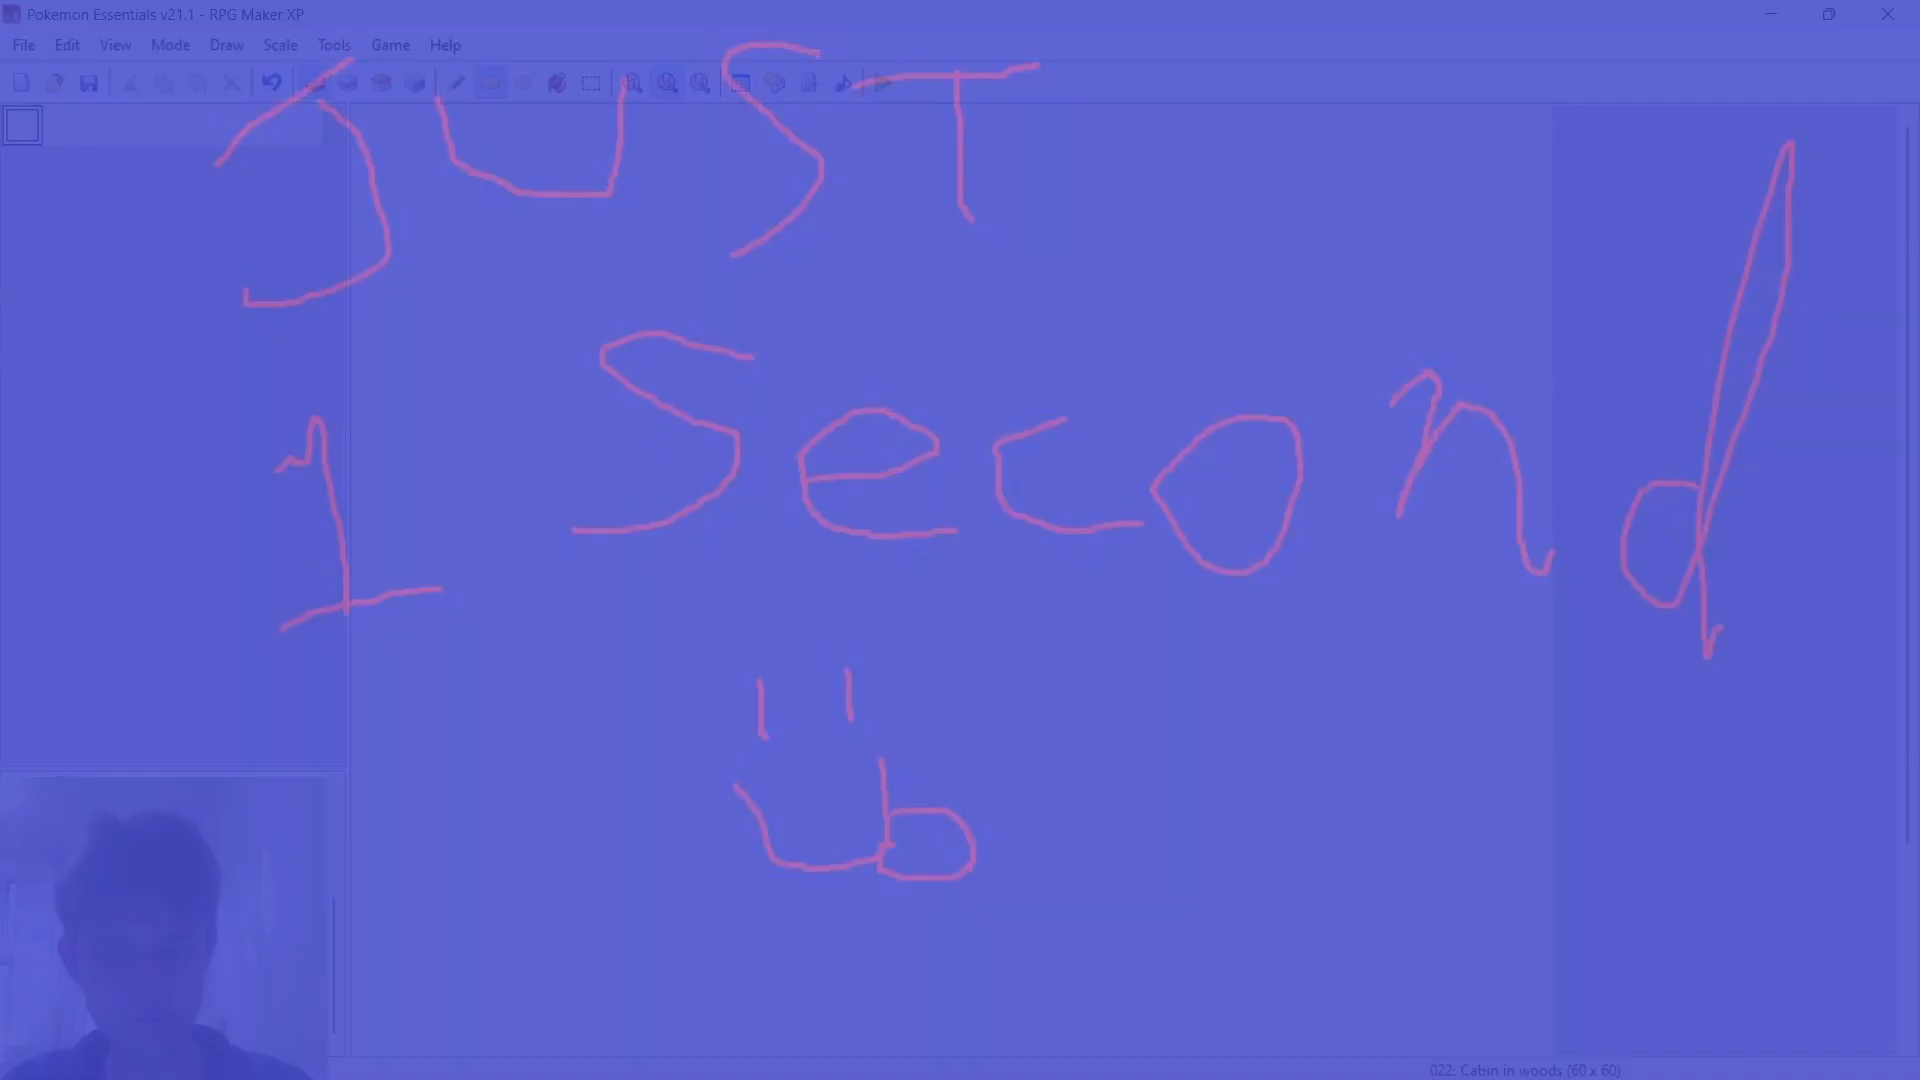 Pokemon Essentials v21.1 - RPG Maker XP
File Edit View Mode Draw Scale Tools Game Help
JUST
1 Second
022: Cabin in woods (60 x 60)